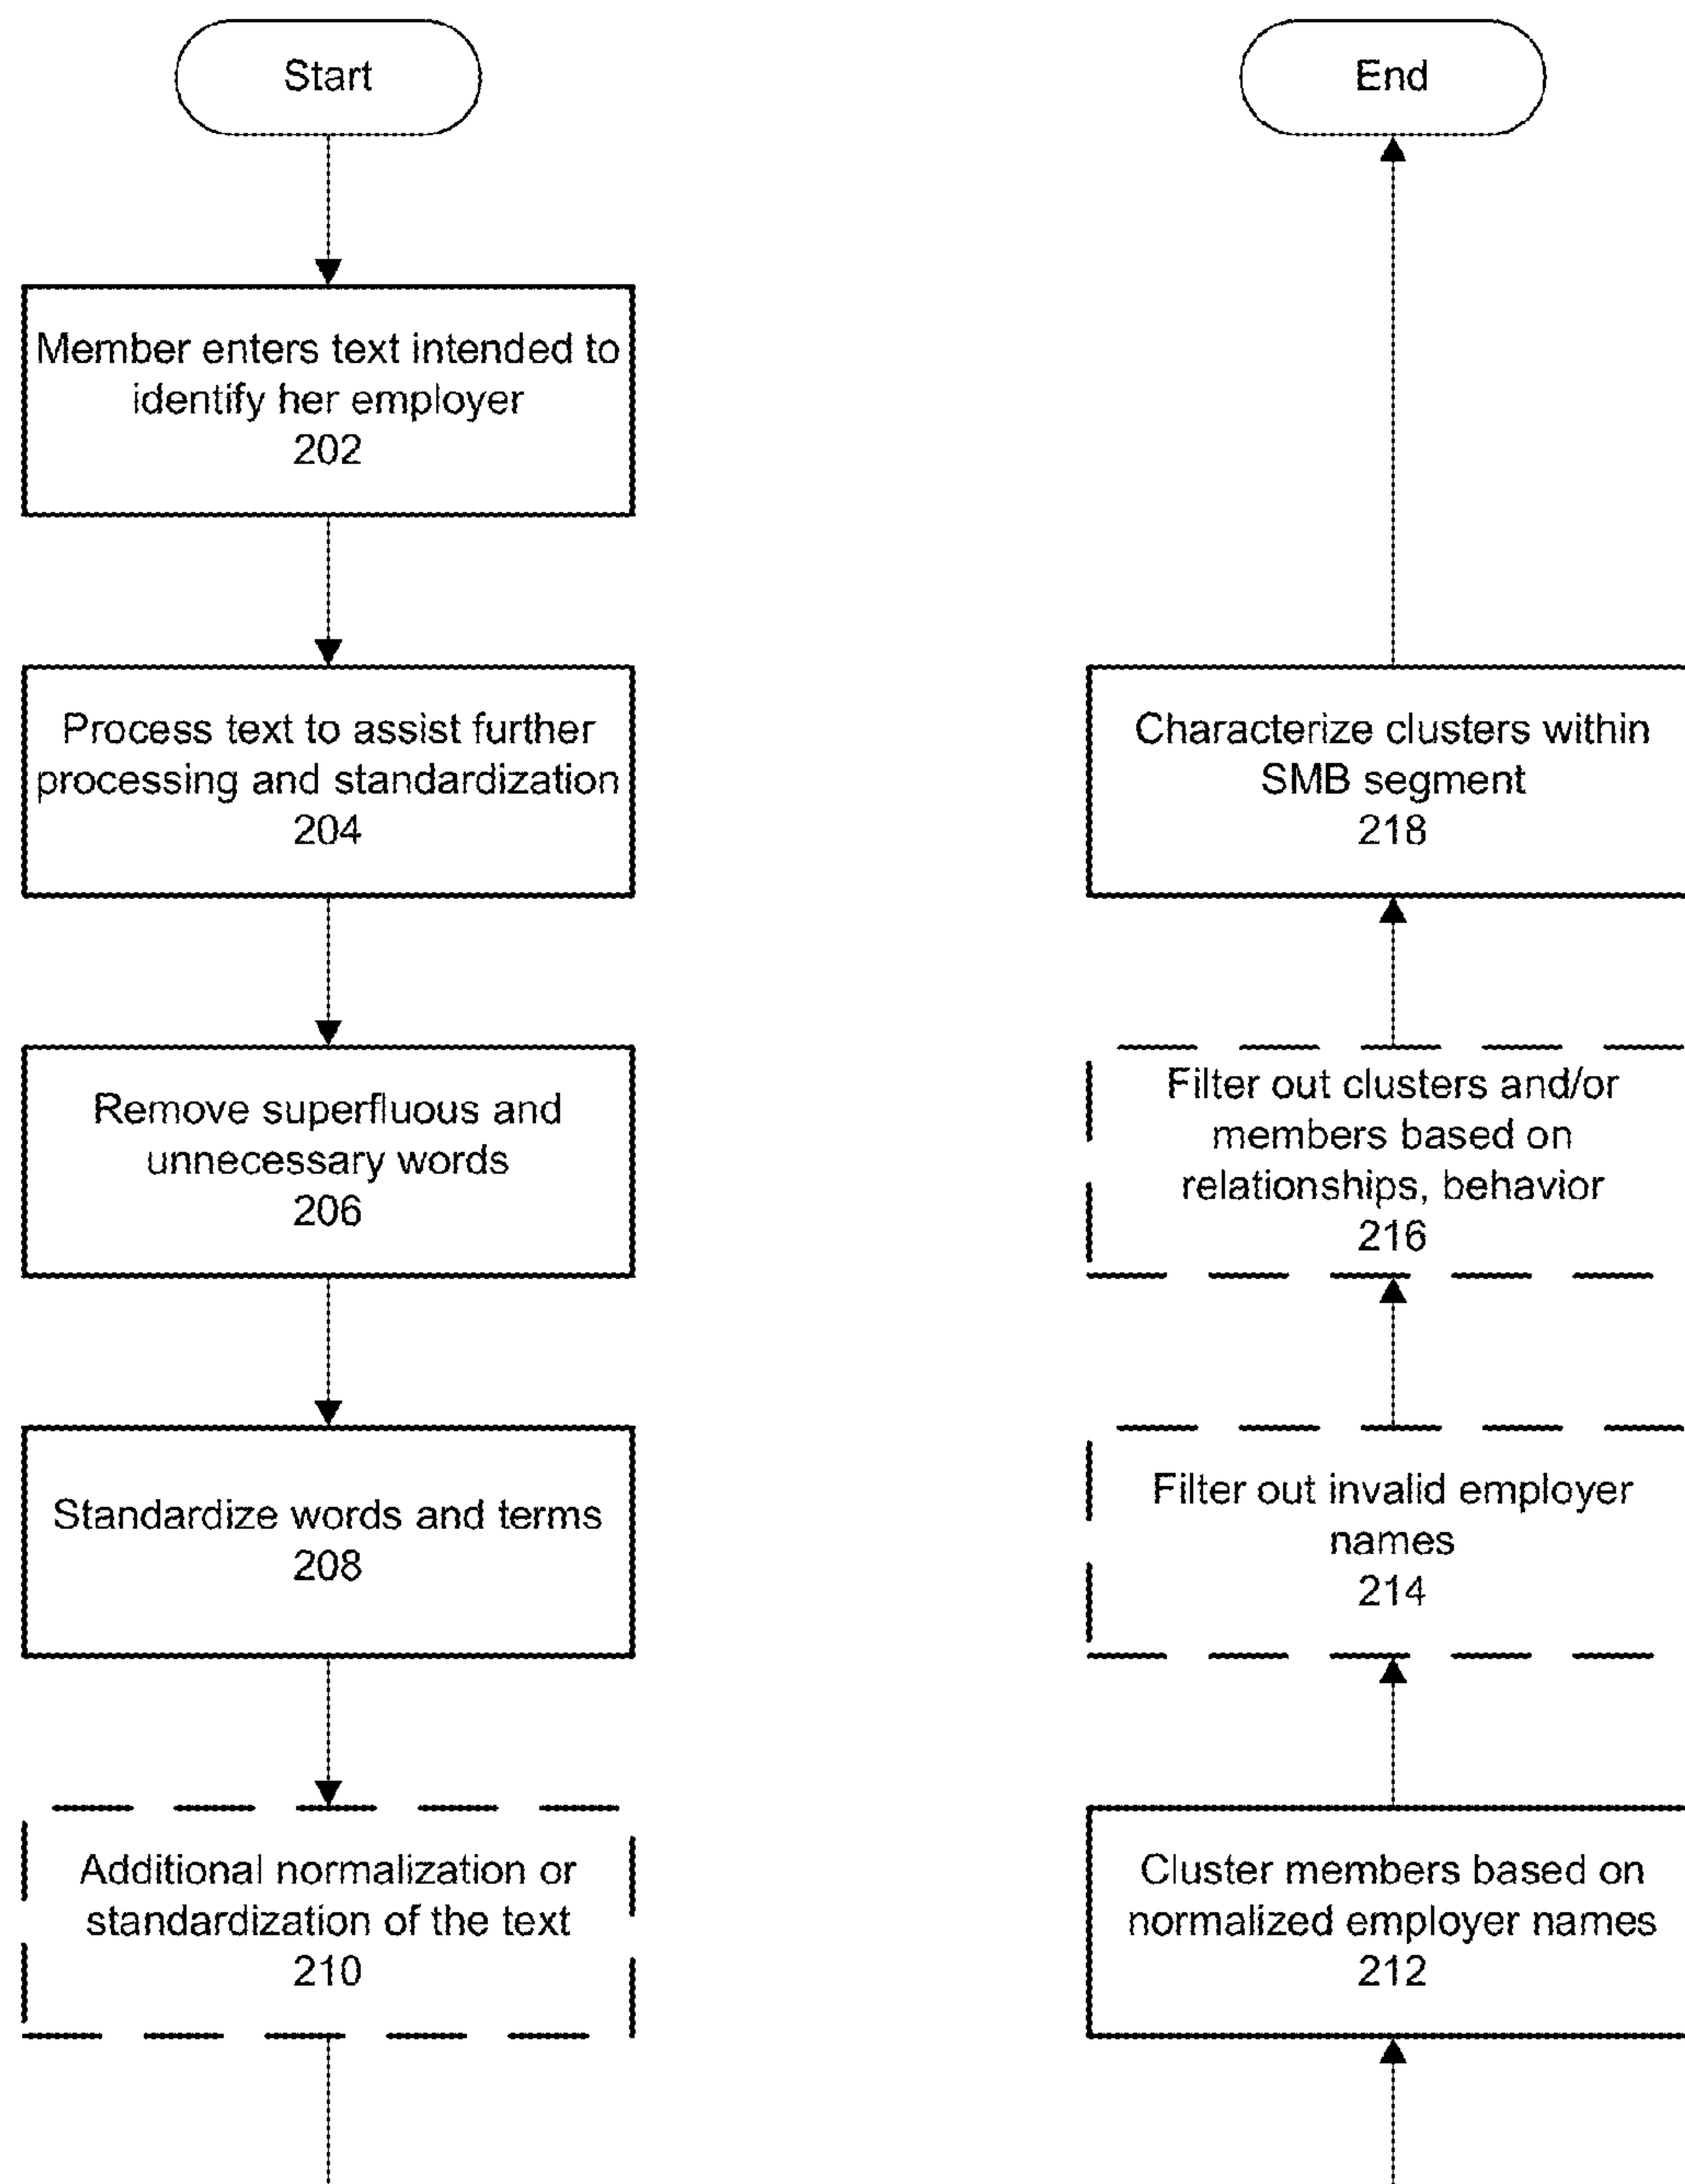 Start
Member enters text intended to
identify her employer
202
Process text to assist further
processing and standardization
204
Remove superfluous and
unnecessary words
206
Standardize words and terms
208
Additional normalization or
standardization of the text
210
Cluster members based on
normalized employer names
212
Filter out invalid employer
names
214
Filter out clusters and/or
members based on
relationships, behavior
216
Characterize clusters within
SMB segment
218
End